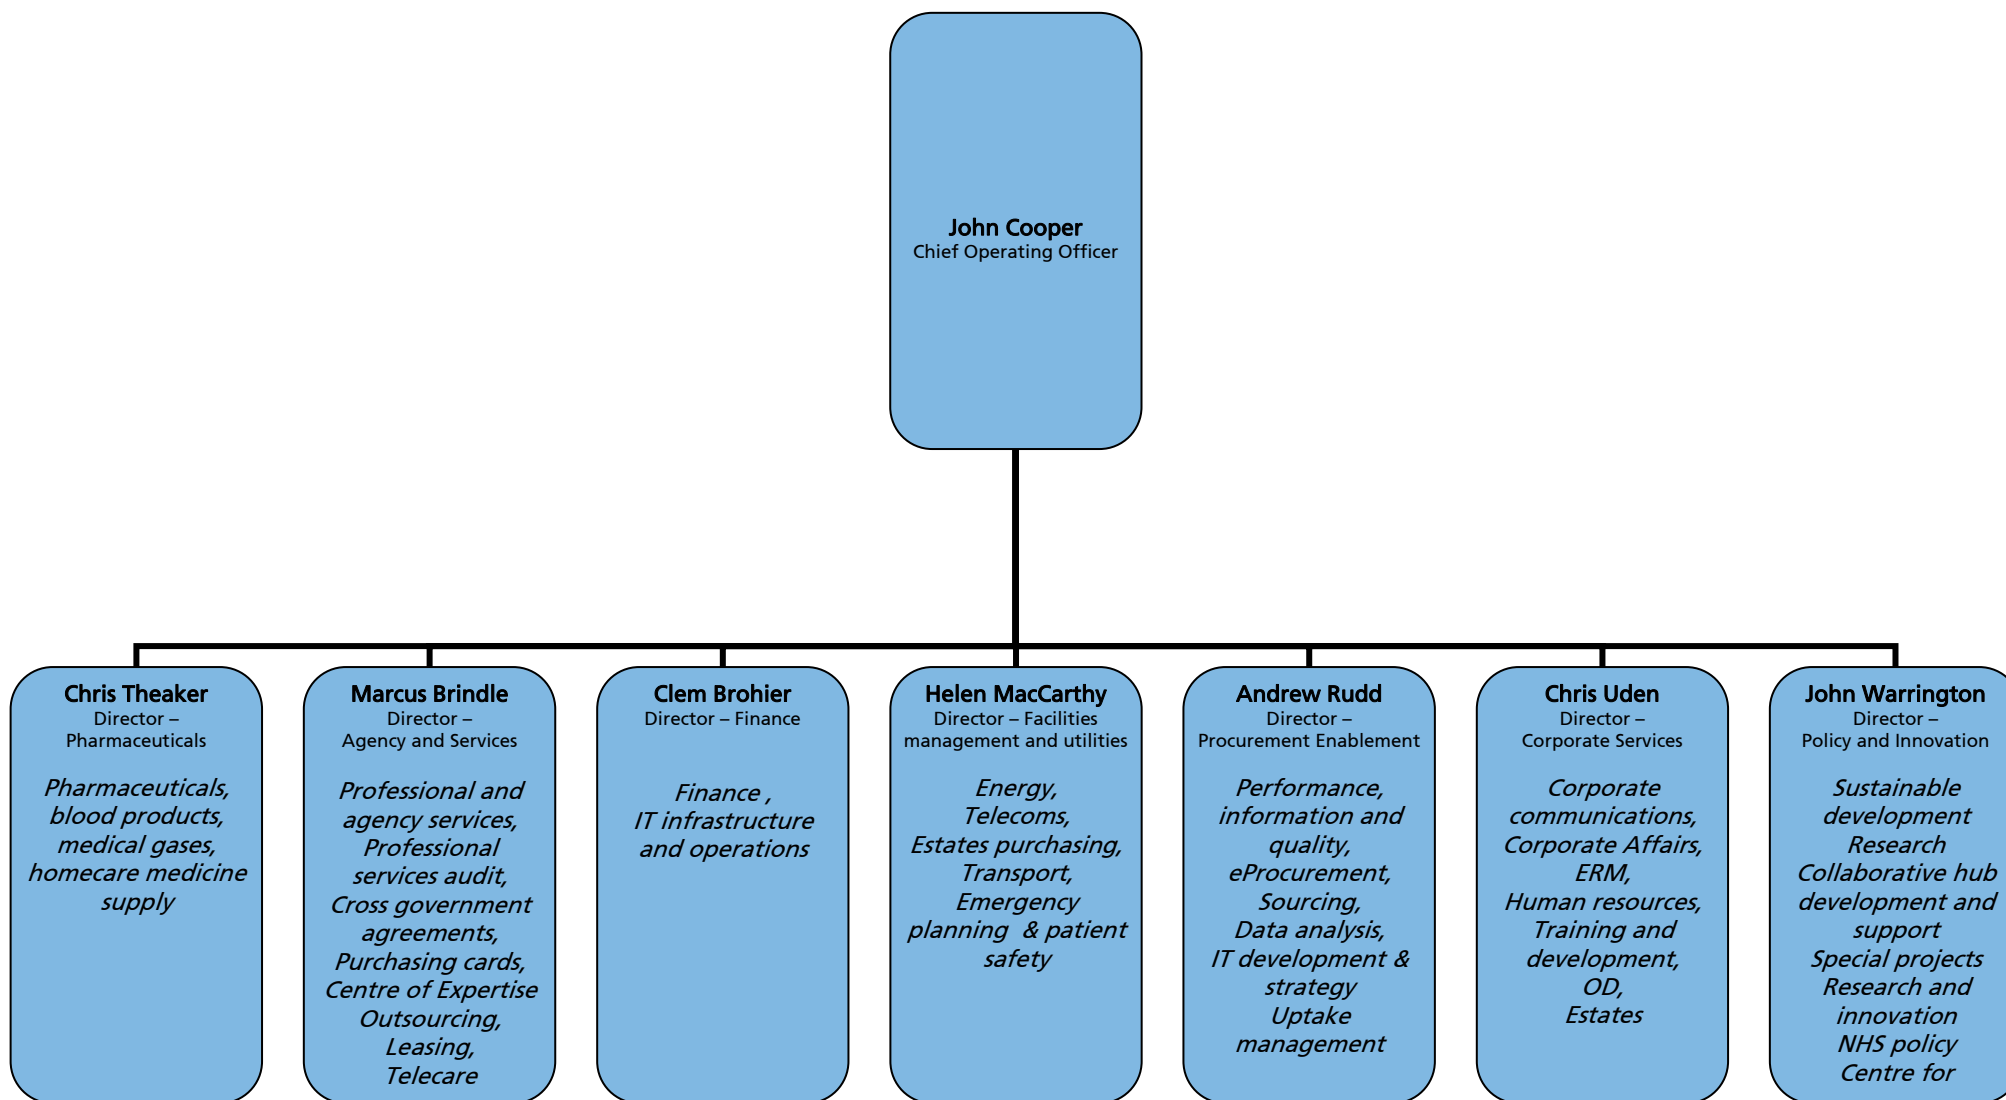 John Cooper
Chief Operating Officer
Chris Theaker
Director –
Pharmaceuticals
Pharmaceuticals,
blood products,
medical gases,
homecare medicine
supply
Marcus Brindle
Director –
Agency and Services
Professional and
agency services,
Professional
services audit,
Cross government
agreements,
Purchasing cards,
Centre of Expertise
Outsourcing,
Leasing,
Telecare
Clem Brohier
Director – Finance
Finance ,
IT infrastructure
and operations
Helen MacCarthy
Director – Facilities
management and utilities
Energy,
Telecoms,
Estates purchasing,
Transport,
Emergency
planning  & patient
safety
Andrew Rudd
Director –
Procurement Enablement
Performance,
information and
quality,
eProcurement,
Sourcing,
Data analysis,
IT development &
strategy
Uptake
management
Chris Uden
Director –
Corporate Services
Corporate
communications,
Corporate Affairs,
ERM,
Human resources,
Training and
development,
OD,
Estates
John Warrington
Director –
Policy and Innovation
Sustainable
development
Research
Collaborative hub
development and
support
Special projects
Research and
innovation
NHS policy
Centre for